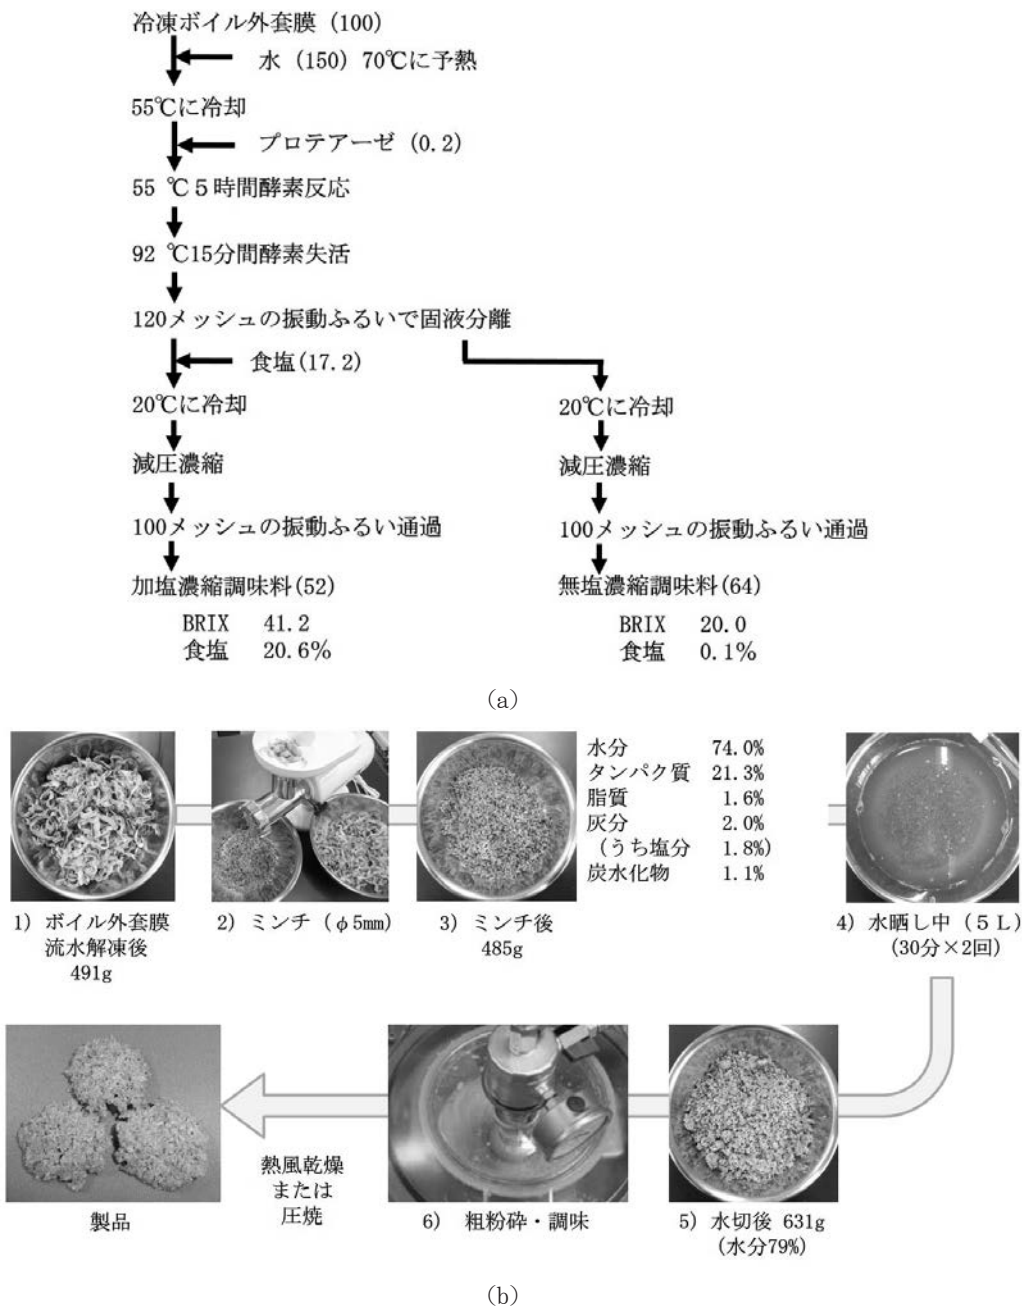 冷凍ボイル外套膜 (100)
水 (150) 70℃に予熱
55℃に冷却
プロテアーゼ (0.2)
55 ℃5時間酵素反応
92 ℃15分間酵素失活
120メッシュの振動ふるいで固液分離
食塩(17.2)
20℃に冷却
減圧濃縮
100メッシュの振動ふるい通過
加塩濃縮調味料(52)
BRIX 41.2
食塩 20.6%
20℃に冷却
減圧濃縮
100メッシュの振動ふるい通過
無塩濃縮調味料(64)
BRIX 20.0
食塩 0.1%
(a)
1) ボイル外套膜
流水解凍後
491g
2) ミンチ (φ5mm)
3) ミンチ後
485g
水分 74.0%
タンパク質 21.3%
脂質 1.6%
灰分 2.0%
(うち塩分 1.8%)
炭水化物 1.1%
4) 水晒し中 (5L)
(30分×2回)
5) 水切後 631g
(水分79%)
6) 粗粉砕・調味
熱風乾燥
または
圧焼
製品
(b)